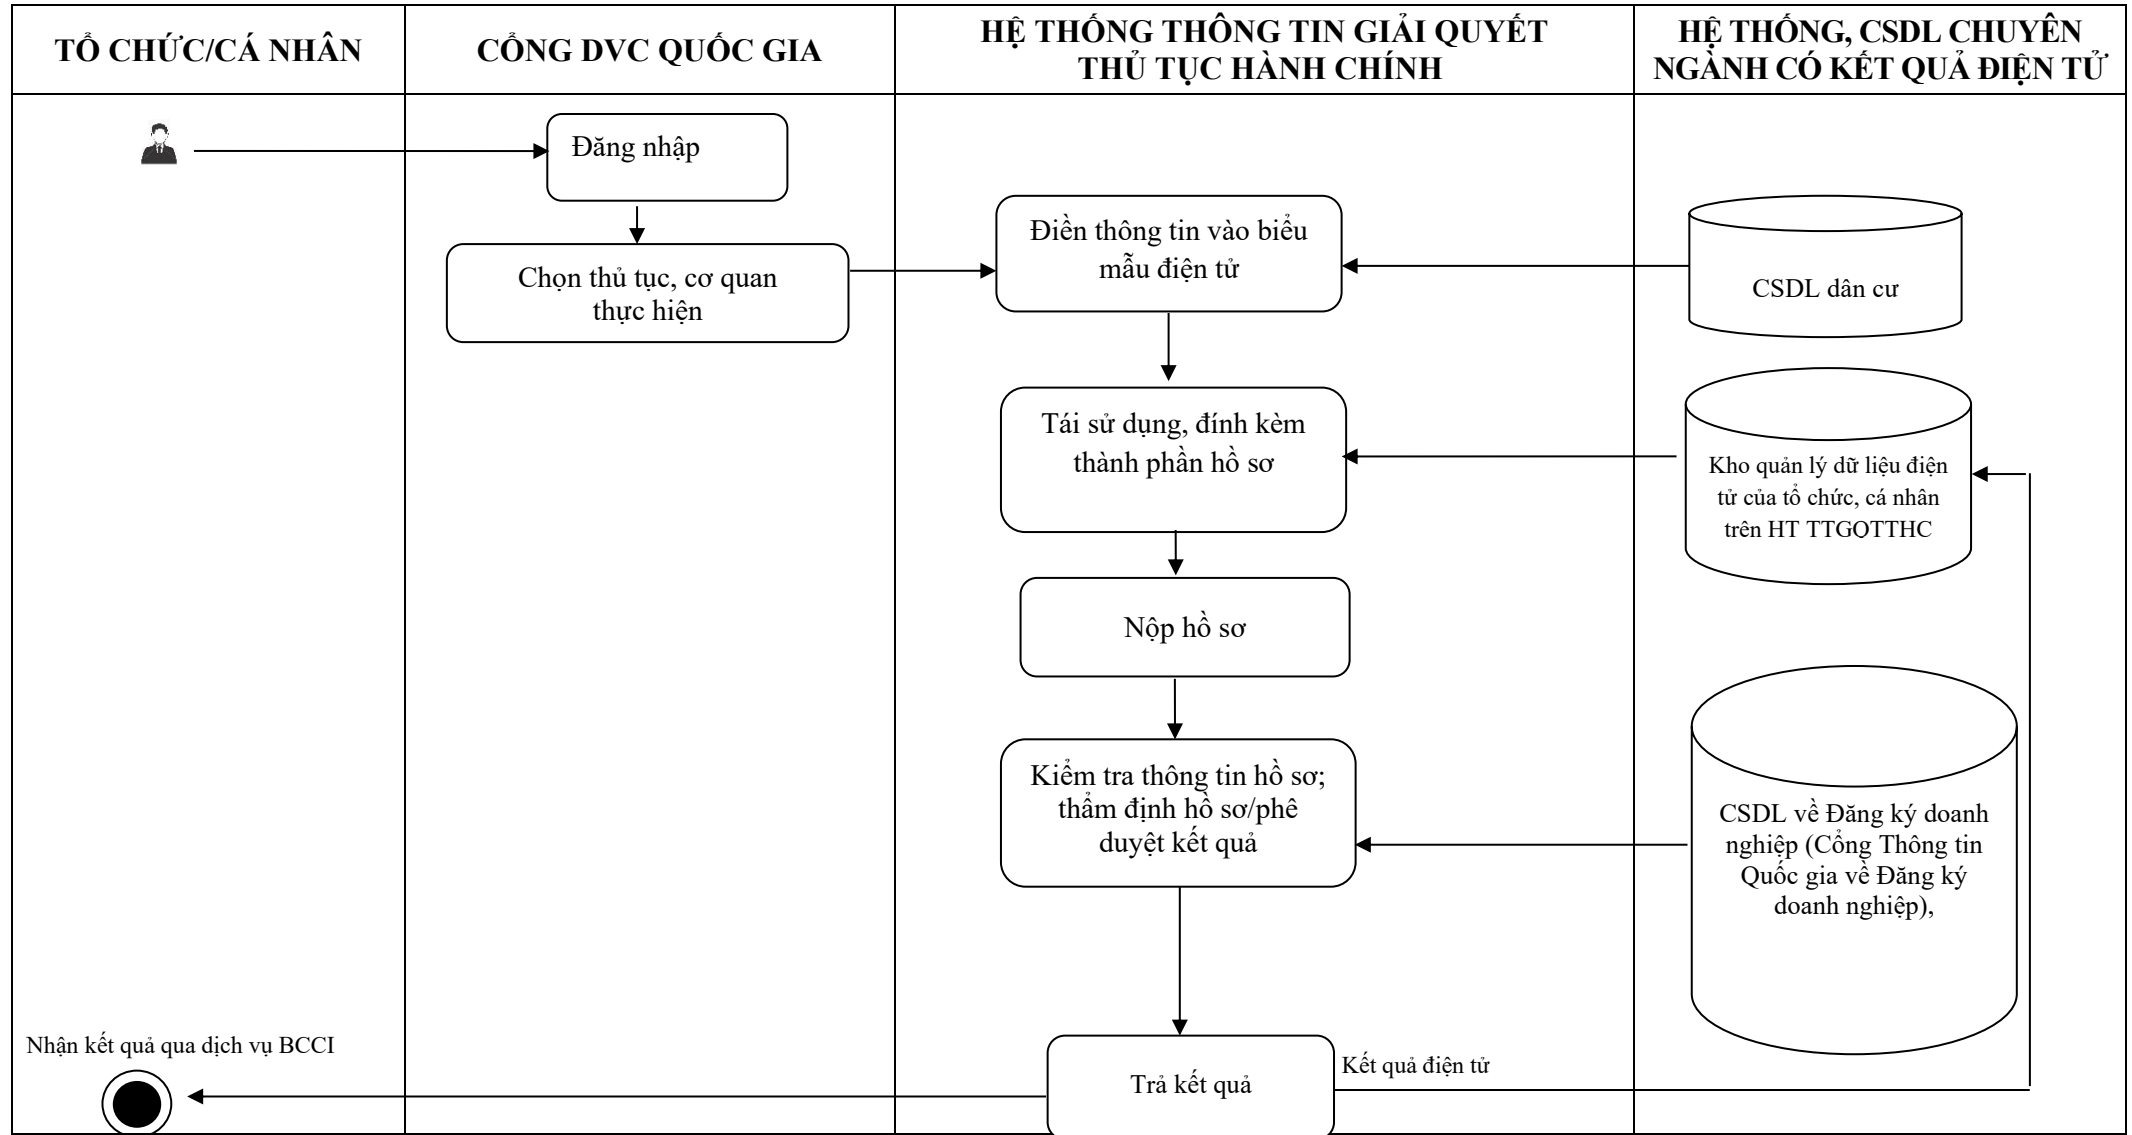 TỔ CHỨC/CÁ NHÂN
CỔNG DVC QUỐC GIA
HỆ THỐNG THÔNG TIN GIẢI QUYẾT
THỦ TỤC HÀNH CHÍNH
HỆ THỐNG, CSDL CHUYÊN
NGÀNH CÓ KẾT QUẢ ĐIỆN TỬ
Đăng nhập
Chọn thủ tục, cơ quan
thực hiện
Điền thông tin vào biểu
mẫu điện tử
CSDL dân cư
Tái sử dụng, đính kèm
thành phần hồ sơ
Kho quản lý dữ liệu điện
tử của tổ chức, cá nhân
trên HT TTGQTTHC
Nộp hồ sơ
Kiểm tra thông tin hồ sơ;
thẩm định hồ sơ/phê
duyệt kết quả
CSDL về Đăng ký doanh
nghiệp (Cổng Thông tin
Quốc gia về Đăng ký
doanh nghiệp),
Nhận kết quả qua dịch vụ BCCI
Trả kết quả
Kết quả điện tử